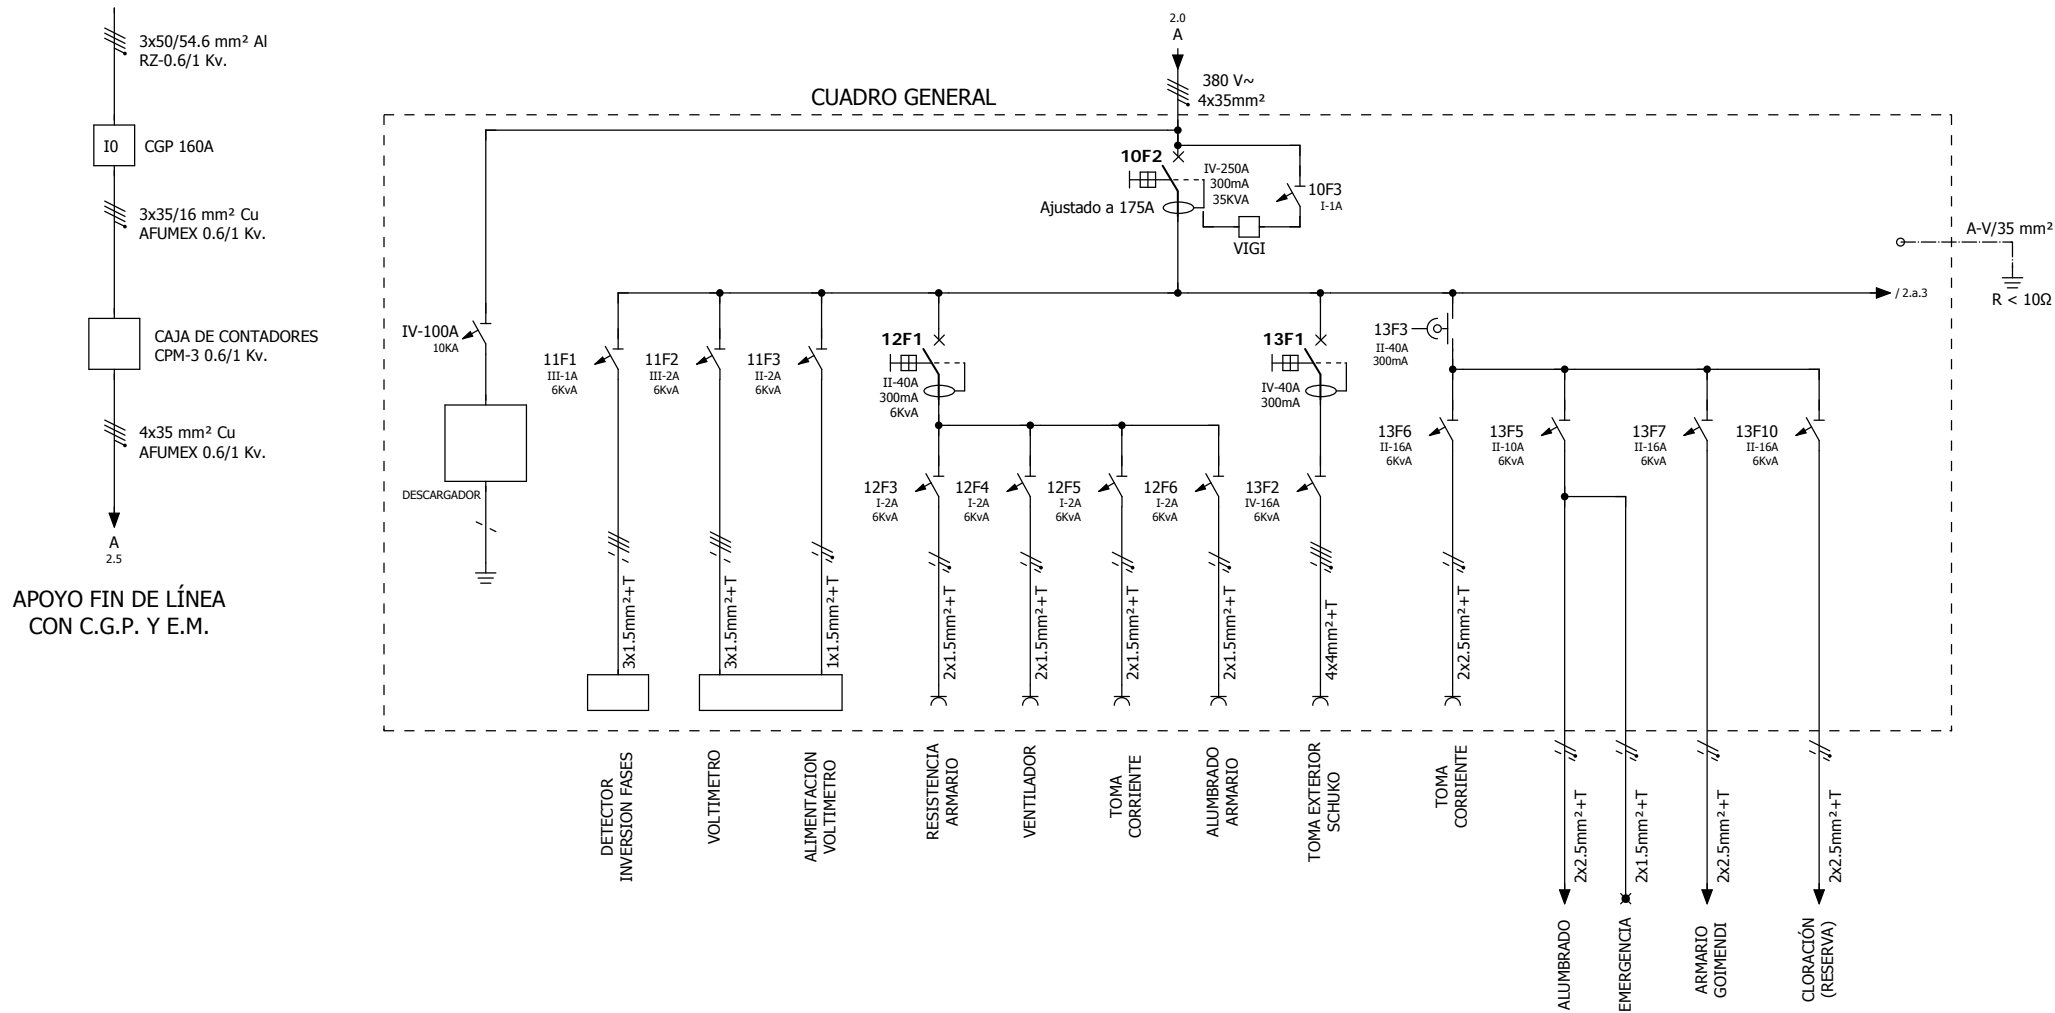 3x50/54.6 mm² Al
RZ-0.6/1 Kv.
I0
CGP 160A
3x35/16 mm² Cu
AFUMEX 0.6/1 Kv.
CAJA DE CONTADORES
CPM-3 0.6/1 Kv.
4x35 mm² Cu
AFUMEX 0.6/1 Kv.
A
2.5
APOYO FIN DE LÍNEA
CON C.G.P. Y E.M.
2.0
A
380 V~
4x35mm²
CUADRO GENERAL
10F2
IV-250A
300mA
35KVA
Ajustado a 175A
10F3
I-1A
VIGI
A-V/35 mm²
R < 10Ω
/ 2.a.3
IV-100A
10KA
DESCARGADOR
11F1
III-1A
6KvA
11F2
III-2A
6KvA
11F3
II-2A
6KvA
12F1
II-40A
300mA
6KvA
13F1
IV-40A
300mA
13F3
II-40A
300mA
12F3
I-2A
6KvA
12F4
I-2A
6KvA
12F5
I-2A
6KvA
12F6
I-2A
6KvA
13F2
IV-16A
6KvA
13F6
II-16A
6KvA
13F5
II-10A
6KvA
13F7
II-16A
6KvA
13F10
II-16A
6KvA
3x1.5mm²+T
3x1.5mm²+T
1x1.5mm²+T
2x1.5mm²+T
2x1.5mm²+T
2x1.5mm²+T
2x1.5mm²+T
4x4mm²+T
2x2.5mm²+T
2x2.5mm²+T
2x1.5mm²+T
2x2.5mm²+T
2x2.5mm²+T
DETECTOR
INVERSION FASES
VOLTIMETRO
ALIMENTACION
VOLTIMETRO
RESISTENCIA
ARMARIO
VENTILADOR
TOMA
CORRIENTE
ALUMBRADO
ARMARIO
TOMA EXTERIOR
SCHUKO
TOMA
CORRIENTE
ALUMBRADO
EMERGENCIA
ARMARIO
GOIMENDI
CLORACIÓN
(RESERVA)